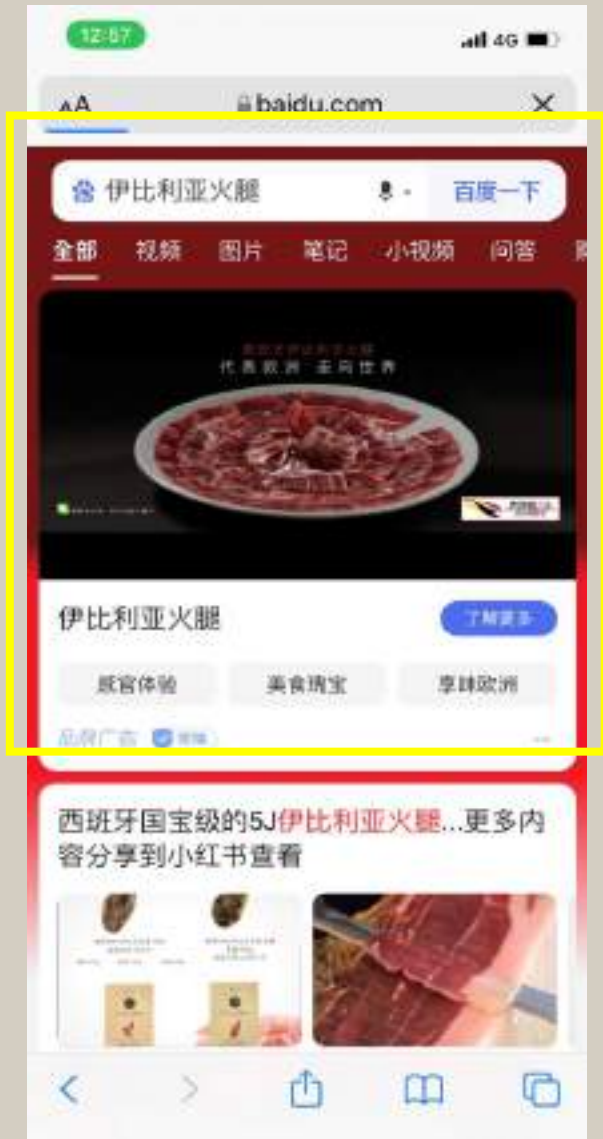 12:57
4G
AA baidu.com
伊比利亚火腿 百度一下
全部 视频 图片 笔记 小视频 问答
代表欧洲 走向世界
伊比利亚火腿 了解更多
感官体验 美食瑰宝 享味欧洲
品牌广告
西班牙国宝级的5J伊比利亚火腿...更多内
容分享到小红书查看